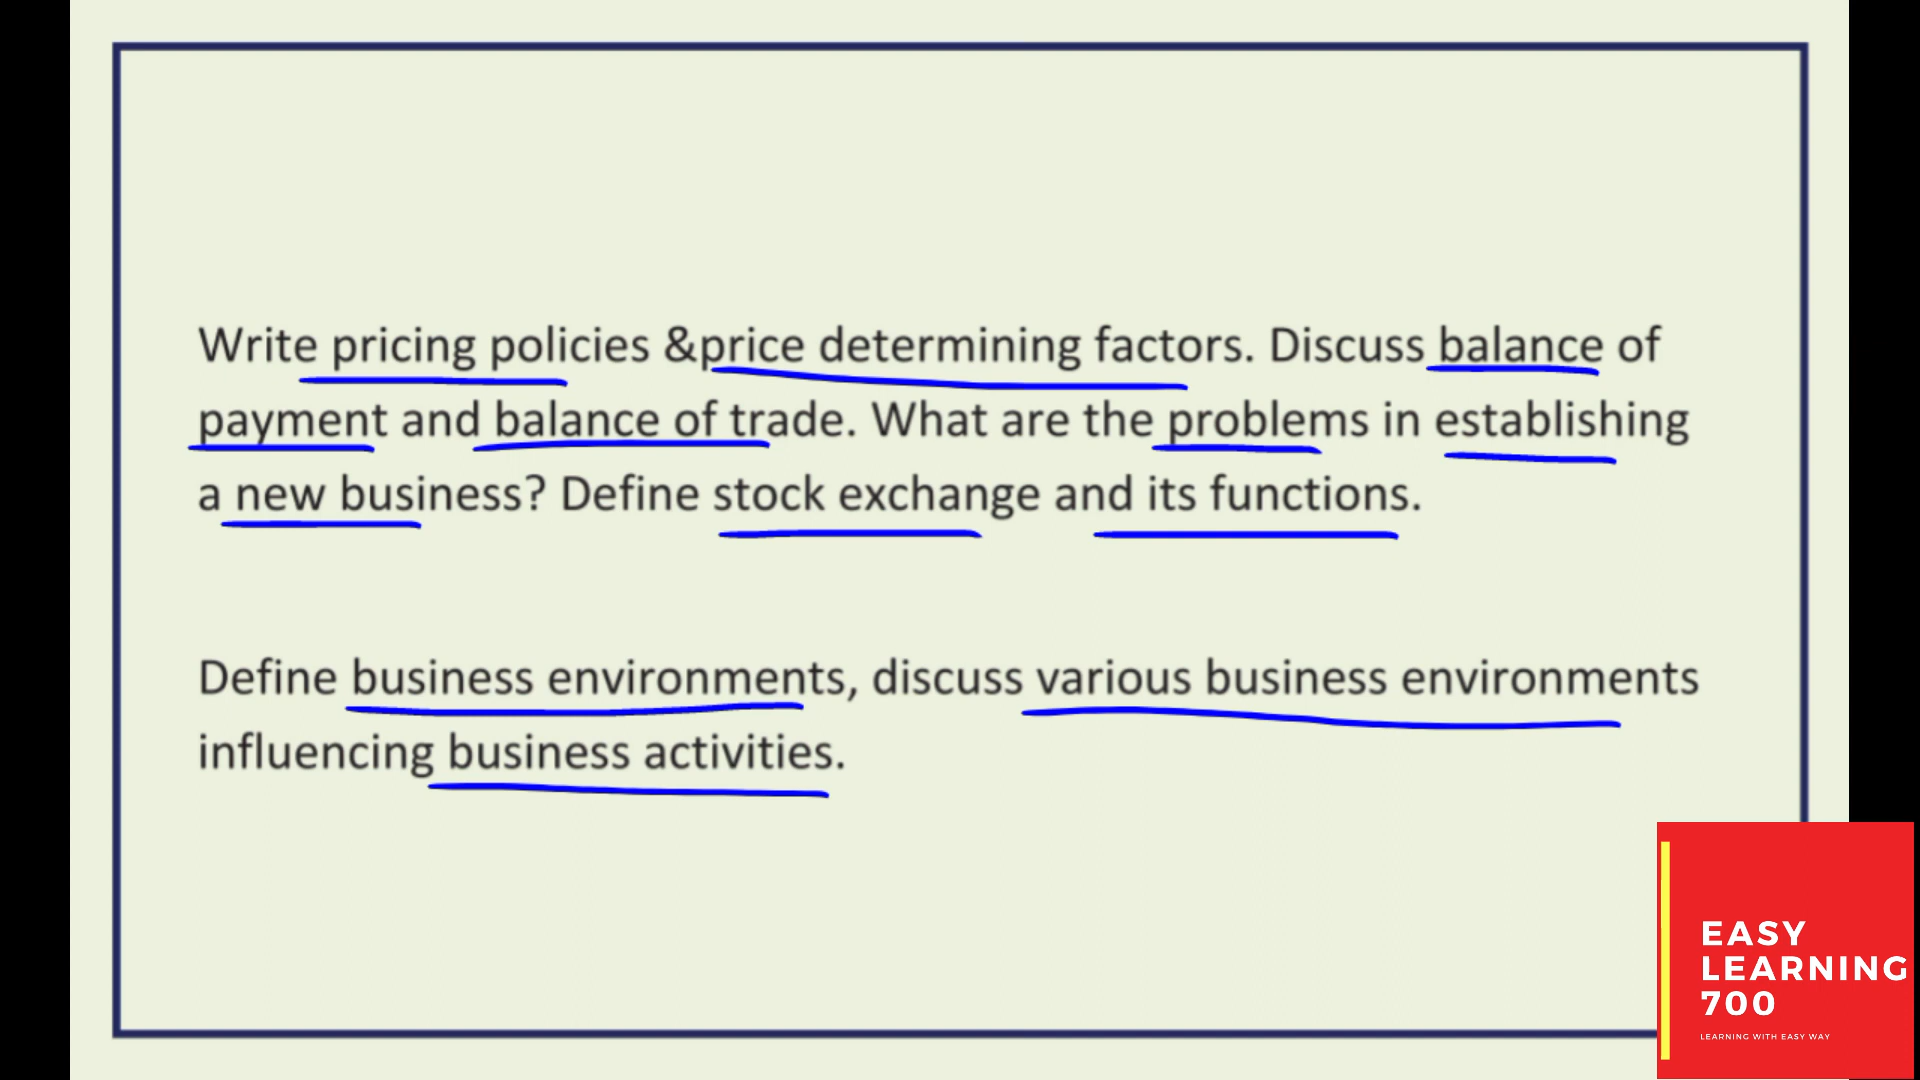 Write pricing policies &price determining factors. Discuss balance of
payment and balance of trade. What are the problems in establishing
a new business? Define stock exchange and its functions.
Define business environments, discuss various business environments
influencing business activities.
EASY
LEARNING
700
LEARNING WITH EASY WAY